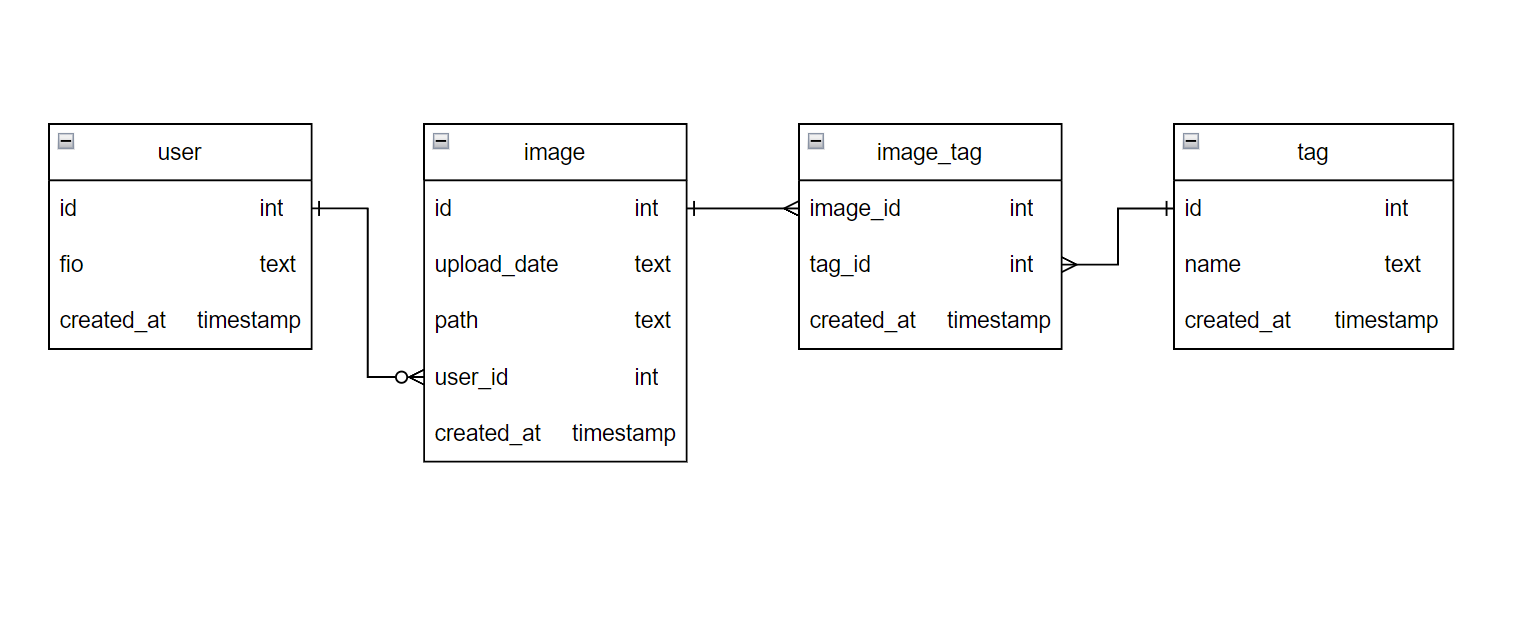 user
id int
fio text
created_at timestamp
image
id int
upload_date text
path text
user_id int
created_at timestamp
image_tag
image_id int
tag_id int
created_at timestamp
tag
id int
name text
created_at timestamp